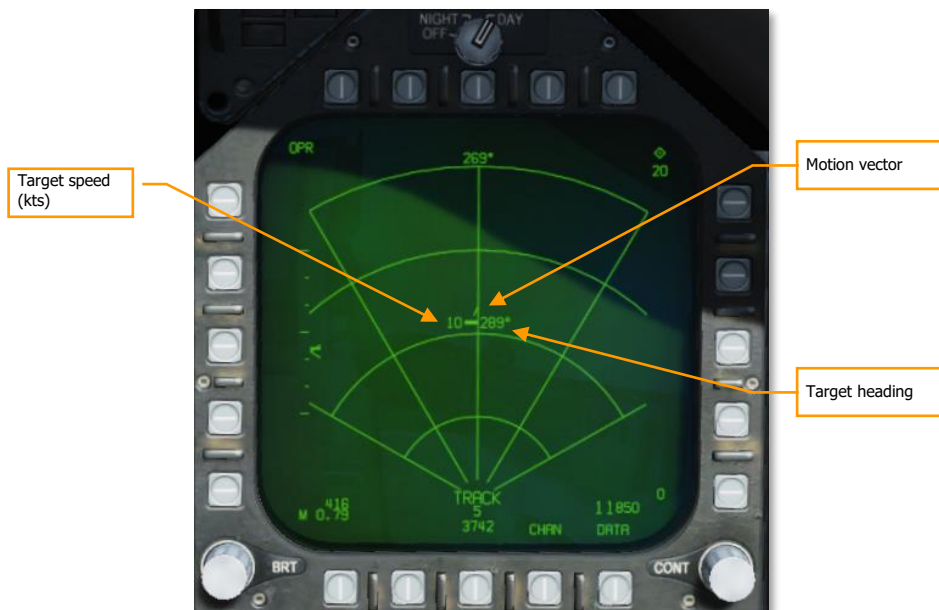 NIGHT DAY
OFF
OPR
269°
20
Target speed
(kts)
Motion vector
10 289°
Target heading
TRACK
5
3742
416
M 0.79
11850
0
CHAN
DATA
BRT
CONT